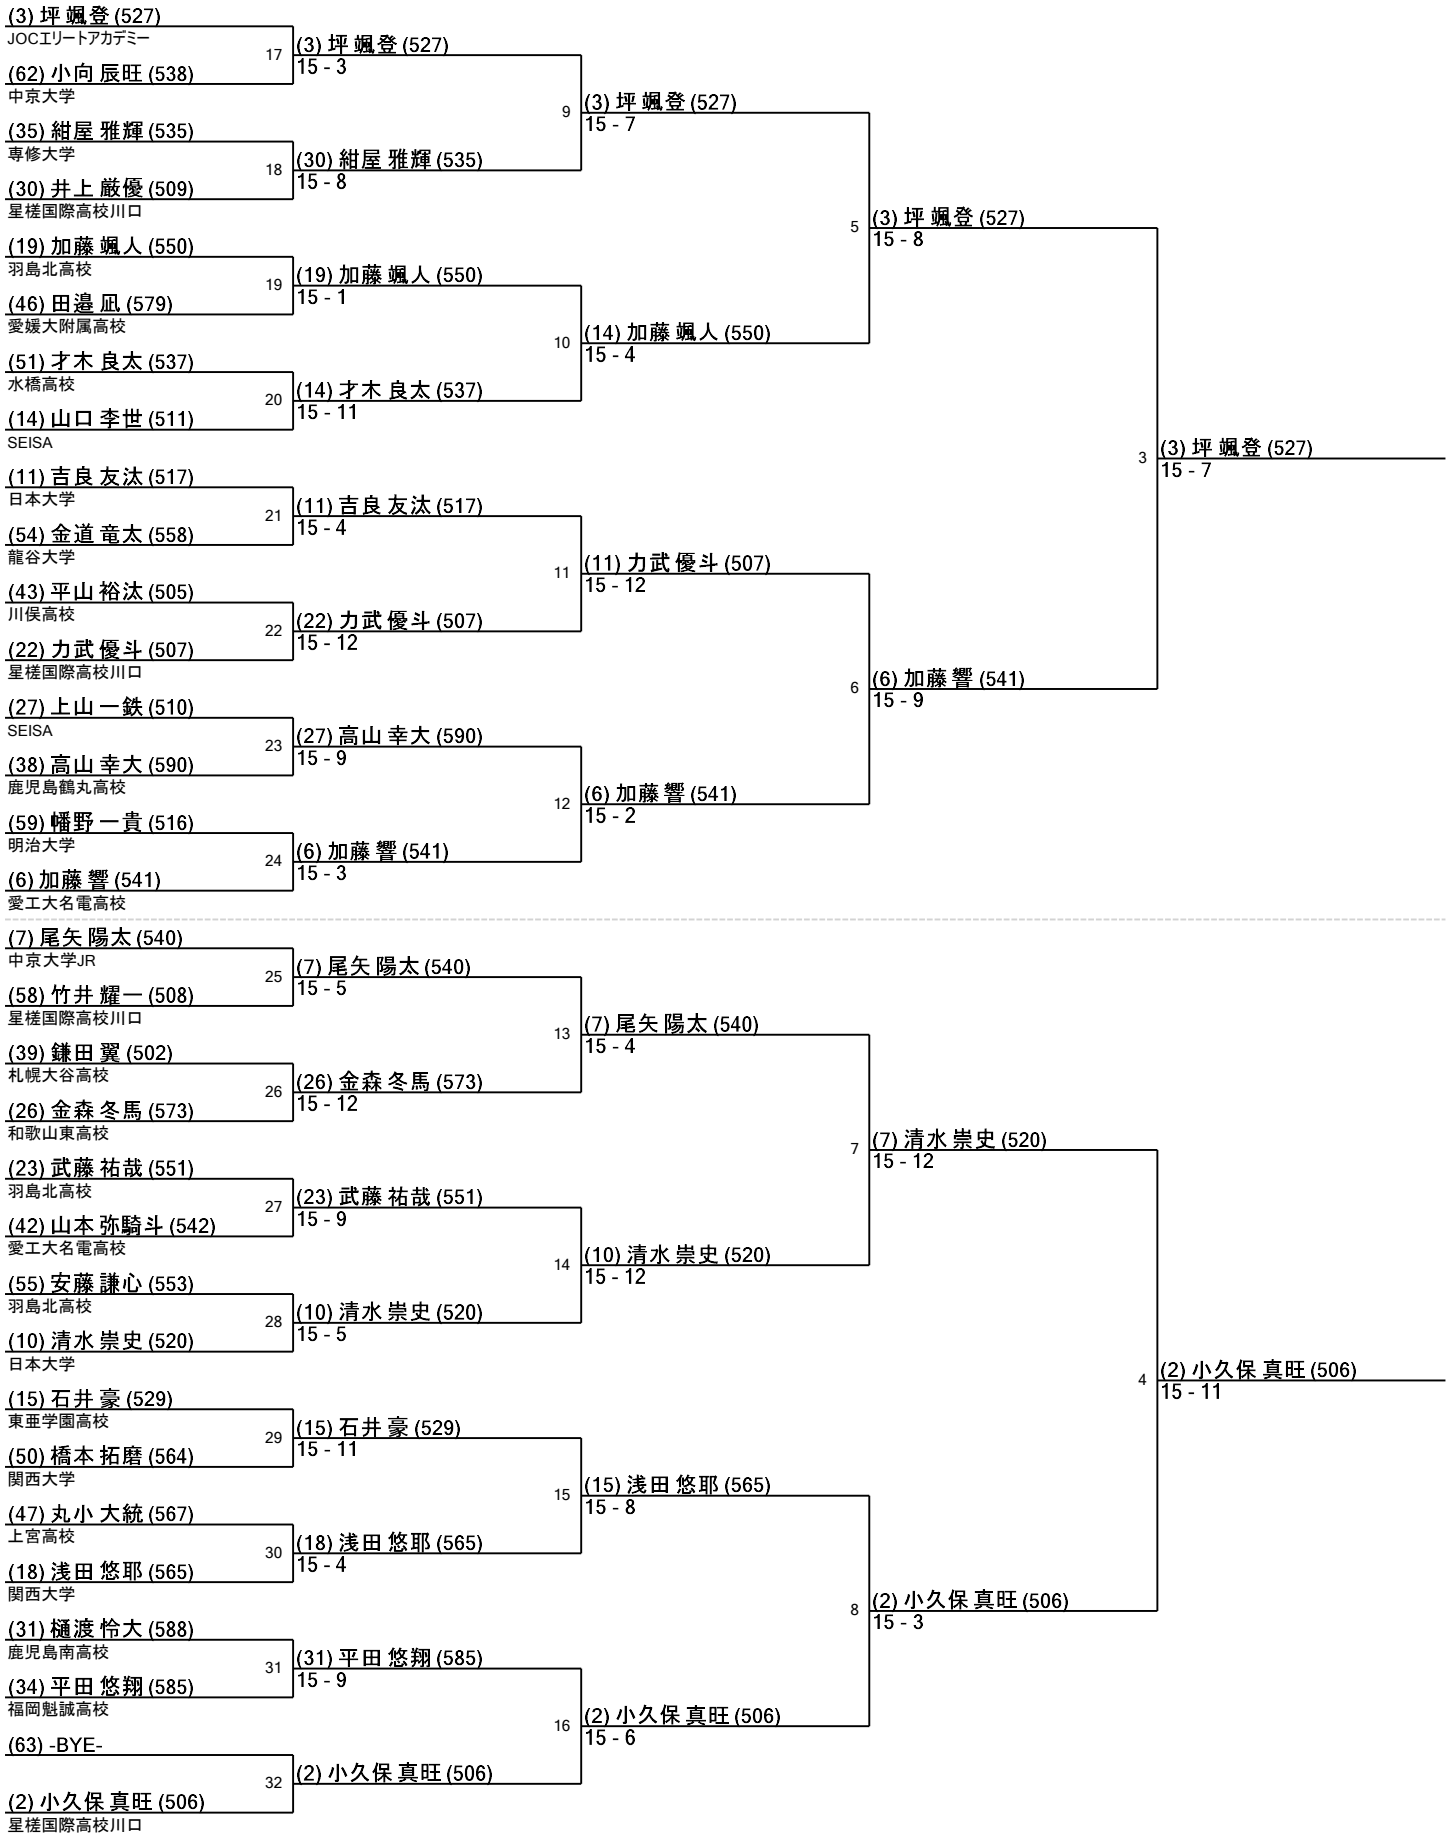 (3) 坪 颯登 (527)
JOCエリートアカデミー
17
(3) 坪 颯登 (527)
15 - 3
(62) 小向 辰旺 (538)
中京大学
9
(3) 坪 颯登 (527)
15 - 7
(35) 紺屋 雅輝 (535)
専修大学
18
(30) 紺屋 雅輝 (535)
15 - 8
(30) 井上 厳優 (509)
星槎国際高校川口
5
(3) 坪 颯登 (527)
15 - 8
(19) 加藤 颯人 (550)
羽島北高校
19
(19) 加藤 颯人 (550)
15 - 1
(46) 田邉 凪 (579)
愛媛大附属高校
10
(14) 加藤 颯人 (550)
15 - 4
(51) 才木 良太 (537)
水橋高校
20
(14) 才木 良太 (537)
15 - 11
(14) 山口 李世 (511)
SEISA
3
(3) 坪 颯登 (527)
15 - 7
(11) 吉良 友汰 (517)
日本大学
21
(11) 吉良 友汰 (517)
15 - 4
(54) 金道 竜太 (558)
龍谷大学
11
(11) 力武 優斗 (507)
15 - 12
(43) 平山 裕汰 (505)
川俣高校
22
(22) 力武 優斗 (507)
15 - 12
(22) 力武 優斗 (507)
星槎国際高校川口
6
(6) 加藤 響 (541)
15 - 9
(27) 上山 一鉄 (510)
SEISA
23
(27) 高山 幸大 (590)
15 - 9
(38) 高山 幸大 (590)
鹿児島鶴丸高校
12
(6) 加藤 響 (541)
15 - 2
(59) 幡野 一貴 (516)
明治大学
24
(6) 加藤 響 (541)
15 - 3
(6) 加藤 響 (541)
愛工大名電高校
(7) 尾矢 陽太 (540)
中京大学JR
25
(7) 尾矢 陽太 (540)
15 - 5
(58) 竹井 耀一 (508)
星槎国際高校川口
13
(7) 尾矢 陽太 (540)
15 - 4
(39) 鎌田 翼 (502)
札幌大谷高校
26
(26) 金森 冬馬 (573)
15 - 12
(26) 金森 冬馬 (573)
和歌山東高校
7
(7) 清水 崇史 (520)
15 - 12
(23) 武藤 祐哉 (551)
羽島北高校
27
(23) 武藤 祐哉 (551)
15 - 9
(42) 山本 弥騎斗 (542)
愛工大名電高校
14
(10) 清水 崇史 (520)
15 - 12
(55) 安藤 謙心 (553)
羽島北高校
28
(10) 清水 崇史 (520)
15 - 5
(10) 清水 崇史 (520)
日本大学
4
(2) 小久保 真旺 (506)
15 - 11
(15) 石井 豪 (529)
東亜学園高校
29
(15) 石井 豪 (529)
15 - 11
(50) 橋本 拓磨 (564)
関西大学
15
(15) 浅田 悠耶 (565)
15 - 8
(47) 丸小 大統 (567)
上宮高校
30
(18) 浅田 悠耶 (565)
15 - 4
(18) 浅田 悠耶 (565)
関西大学
8
(2) 小久保 真旺 (506)
15 - 3
(31) 樋渡 怜大 (588)
鹿児島南高校
31
(31) 平田 悠翔 (585)
15 - 9
(34) 平田 悠翔 (585)
福岡魁誠高校
16
(2) 小久保 真旺 (506)
15 - 6
(63) -BYE-
32
(2) 小久保 真旺 (506)
(2) 小久保 真旺 (506)
星槎国際高校川口